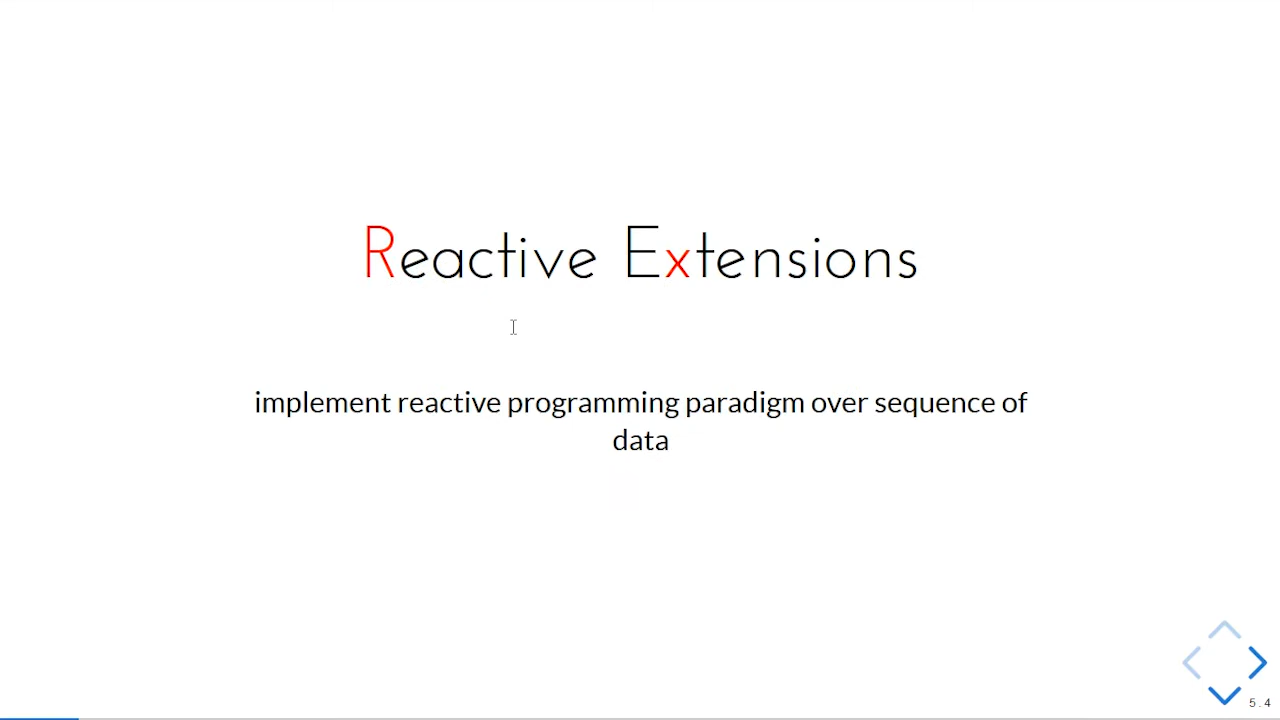 Reactive Extensions
implement reactive programming paradigm over sequence of
data
5.4